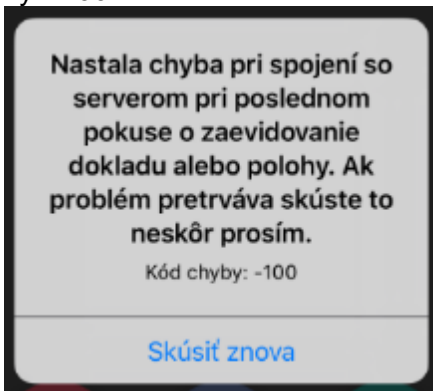 Nastala chyba pri spojení so
serverom pri poslednom
pokuse o zaevidovanie
dokladu alebo polohy. Ak
problém pretrváva skúste to
neskôr prosím.
Kód chyby: -100
Skúsiť znova